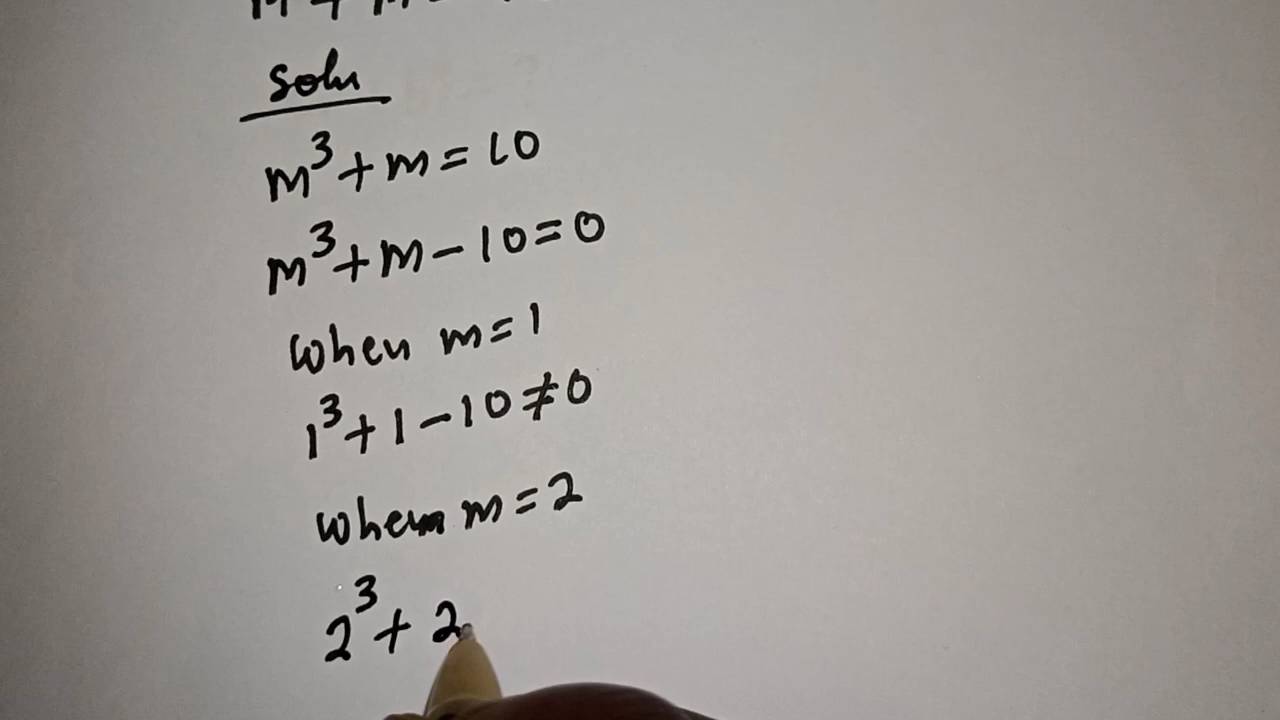 Soln
m³+m=10
m³+m-10=0
when m=1
1³+1-10≠0
when m=2
2³+2